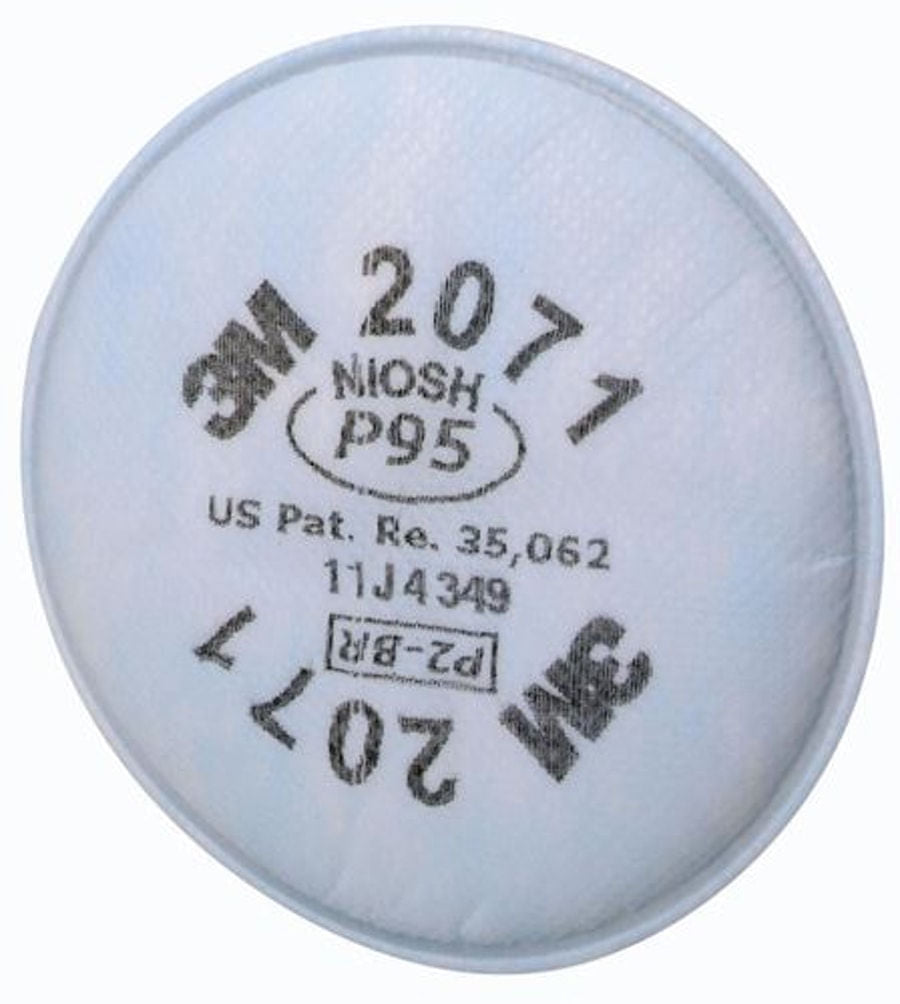 3M 2071
NIOSH
P95
US Pat. Re. 35,062
11J4349
P2-BR
3M 2071